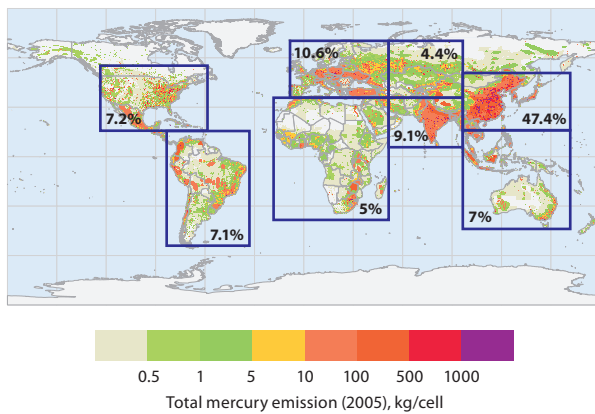 10.6% 4.4%
7.2% 9.1% 47.4%
5% 7%
7.1%
0.5 1 5 10 100 500 1000
Total mercury emission (2005), kg/cell